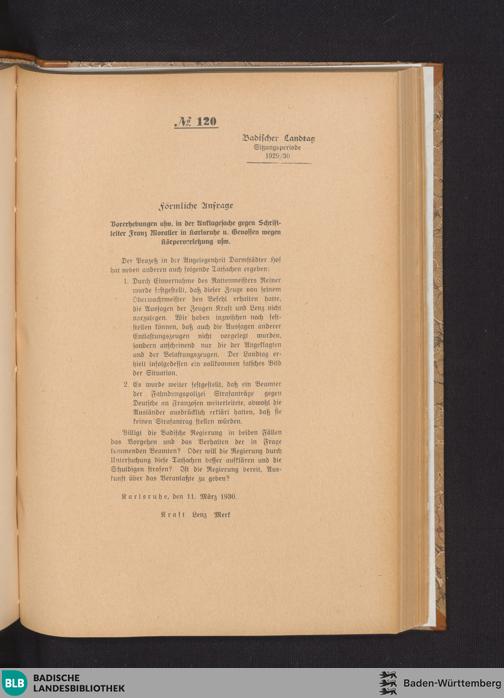 № 120
Badischer Landtag
Sitzungsperiode
1929/30
Förmliche Anfrage
Vorerhebungen usw. in der Anklagesache gegen Schrift-
leiter Franz Moraller in Karlsruhe u. Genossen wegen
Körperverletzung usw.
Der Prozeß in der Angelegenheit Darmstädter Hof
hat neben anderen auch folgende Tatsachen ergeben:
1. Durch Einvernahme des Rottenmeisters Reiner
wurde festgestellt, daß dieser Zeuge von seinem
Oberwachtmeister den Befehl erhalten hatte,
die Aussagen der Zeugen Kraft und Lenz nicht
vorzulegen. Wir haben inzwischen noch fest-
stellen können, daß auch die Aussagen anderer
Entlastungszeugen nicht vorgelegt wurden,
sondern anscheinend nur die der Angeklagten
und der Belastungszeugen. Der Landtag er-
hielt infolgedessen ein vollkommen falsches Bild
der Situation.
2. Es wurde weiter festgestellt, daß ein Beamter
der Fahndungspolizei Strafanträge gegen
Deutsche an Franzosen weiterleitete, obwohl die
Ausländer ausdrücklich erklärt hatten, daß sie
keinen Strafantrag stellen würden.
Billigt die Badische Regierung in beiden Fällen
das Vorgehen und das Verhalten der in Frage
kommenden Beamten? Oder will die Regierung durch
Untersuchung diese Tatsachen besser aufklären und die
Schuldigen strafen? Ist die Regierung bereit, Aus-
kunft über das Veranlaßte zu geben?
Karlsruhe, den 11. März 1930.
Kraft Lenz Merk
BLB
BADISCHE
LANDESBIBLIOTHEK
Baden-Württemberg